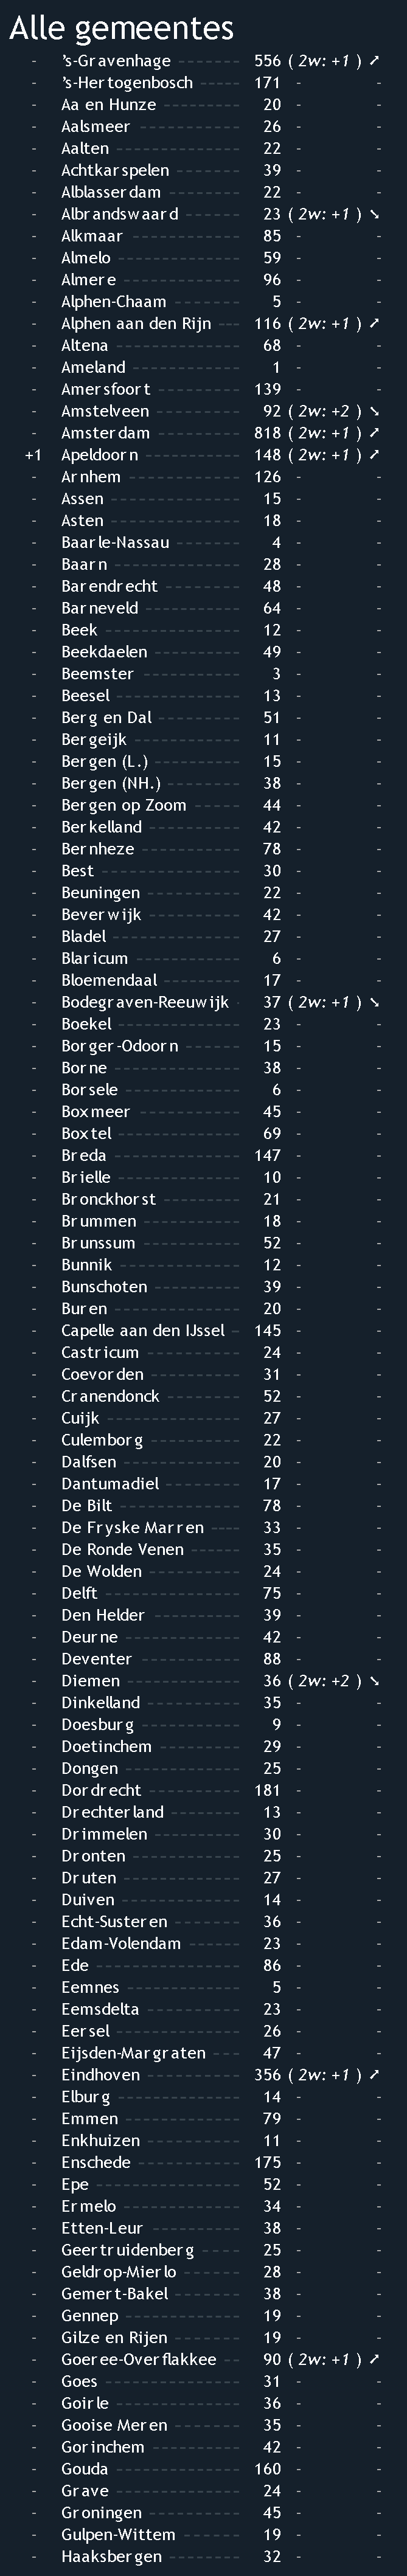 Alle gemeentes
- 's-Gravenhage 556 ( 2w: +1 ) ➚
- 's-Hertogenbosch 171 - -
- Aa en Hunze 20 - -
- Aalsmeer 26 - -
- Aalten 22 - -
- Achtkarspelen 39 - -
- Alblasserdam 22 - -
- Albrandswaard 23 ( 2w: +1 ) ➘
- Alkmaar 85 - -
- Almelo 59 - -
- Almere 96 - -
- Alphen-Chaam 5 - -
- Alphen aan den Rijn 116 ( 2w: +1 ) ➚
- Altena 68 - -
- Ameland 1 - -
- Amersfoort 139 - -
- Amstelveen 92 ( 2w: +2 ) ➘
- Amsterdam 818 ( 2w: +1 ) ➚
+1 Apeldoorn 148 ( 2w: +1 ) ➚
- Arnhem 126 - -
- Assen 15 - -
- Asten 18 - -
- Baarle-Nassau 4 - -
- Baarn 28 - -
- Barendrecht 48 - -
- Barneveld 64 - -
- Beek 12 - -
- Beekdaelen 49 - -
- Beemster 3 - -
- Beesel 13 - -
- Berg en Dal 51 - -
- Bergeijk 11 - -
- Bergen (L.) 15 - -
- Bergen (NH.) 38 - -
- Bergen op Zoom 44 - -
- Berkelland 42 - -
- Bernheze 78 - -
- Best 30 - -
- Beuningen 22 - -
- Beverwijk 42 - -
- Bladel 27 - -
- Blaricum 6 - -
- Bloemendaal 17 - -
- Bodegraven-Reeuwijk 37 ( 2w: +1 ) ➘
- Boekel 23 - -
- Borger-Odoorn 15 - -
- Borne 38 - -
- Borsele 6 - -
- Boxmeer 45 - -
- Boxtel 69 - -
- Breda 147 - -
- Brielle 10 - -
- Bronckhorst 21 - -
- Brummen 18 - -
- Brunssum 52 - -
- Bunnik 12 - -
- Bunschoten 39 - -
- Buren 20 - -
- Capelle aan den IJssel 145 - -
- Castricum 24 - -
- Coevorden 31 - -
- Cranendonck 52 - -
- Cuijk 27 - -
- Culemborg 22 - -
- Dalfsen 20 - -
- Dantumadiel 17 - -
- De Bilt 78 - -
- De Fryske Marren 33 - -
- De Ronde Venen 35 - -
- De Wolden 24 - -
- Delft 75 - -
- Den Helder 39 - -
- Deurne 42 - -
- Deventer 88 - -
- Diemen 36 ( 2w: +2 ) ➘
- Dinkelland 35 - -
- Doesburg 9 - -
- Doetinchem 29 - -
- Dongen 25 - -
- Dordrecht 181 - -
- Drechterland 13 - -
- Drimmelen 30 - -
- Dronten 25 - -
- Druten 27 - -
- Duiven 14 - -
- Echt-Susteren 36 - -
- Edam-Volendam 23 - -
- Ede 86 - -
- Eemnes 5 - -
- Eemsdelta 23 - -
- Eersel 26 - -
- Eijsden-Margraten 47 - -
- Eindhoven 356 ( 2w: +1 ) ➚
- Elburg 14 - -
- Emmen 79 - -
- Enkhuizen 11 - -
- Enschede 175 - -
- Epe 52 - -
- Ermelo 34 - -
- Etten-Leur 38 - -
- Geertruidenberg 25 - -
- Geldrop-Mierlo 28 - -
- Gemert-Bakel 38 - -
- Gennep 19 - -
- Gilze en Rijen 19 - -
- Goeree-Overflakkee 90 ( 2w: +1 ) ➚
- Goes 31 - -
- Goirle 36 - -
- Gooise Meren 35 - -
- Gorinchem 42 - -
- Gouda 160 - -
- Grave 24 - -
- Groningen 45 - -
- Gulpen-Wittem 19 - -
- Haaksbergen 32 - -